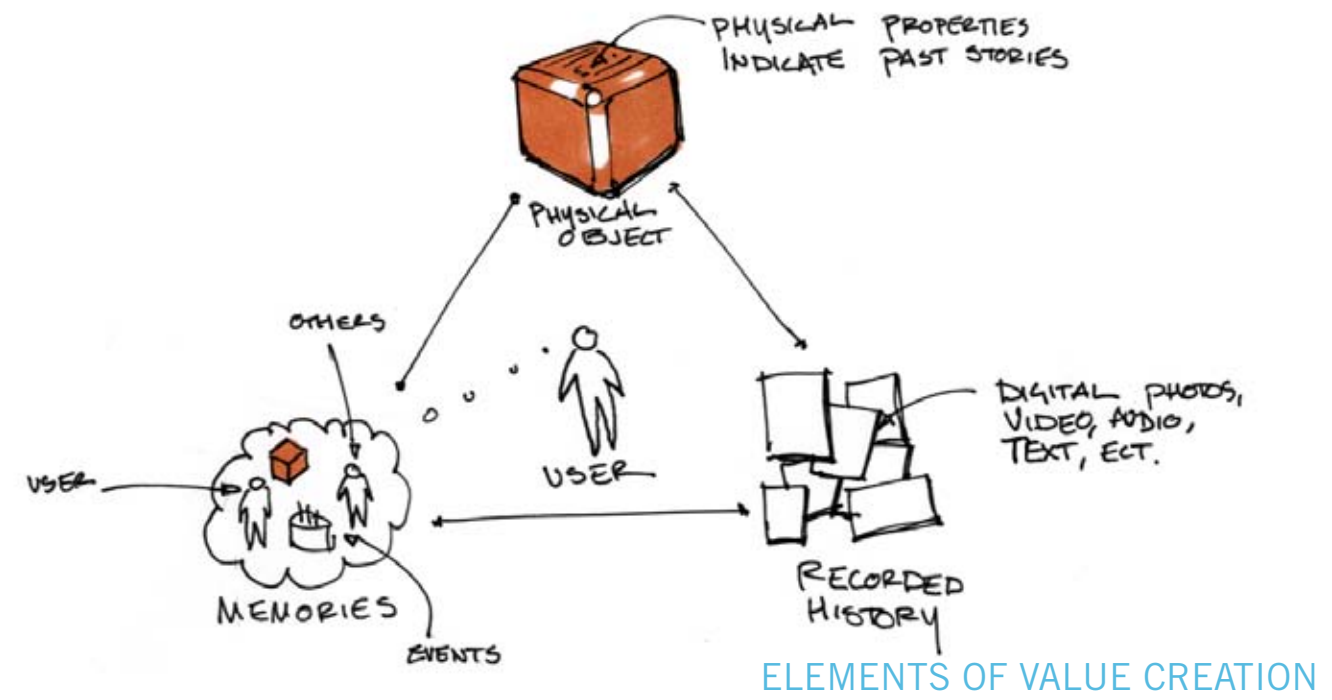 PHYSICAL PROPERTIES
INDICATE PAST STORIES
PHYSICAL
OBJECT
OTHERS
USER
USER
DIGITAL PHOTOS,
VIDEO, AUDIO,
TEXT, ECT.
MEMORIES
EVENTS
RECORDED
HISTORY
ELEMENTS OF VALUE CREATION